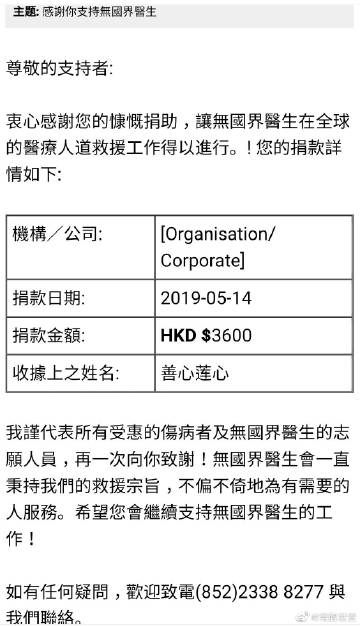 主題: 感謝你支持無國界醫生
尊敬的支持者:
衷心感謝您的慷慨捐助，讓無國界醫生在全球
的醫療人道救援工作得以進行。! 您的捐款詳
情如下:
機構／公司: [Organisation/
Corporate]
捐款日期: 2019-05-14
捐款金額: HKD $3600
收據上之姓名: 善心莲心
我謹代表所有受惠的傷病者及無國界醫生的志
願人員，再一次向你致謝！無國界醫生會一直
秉持我們的救援宗旨，不偏不倚地為有需要的
人服務。希望您會繼續支持無國界醫生的工
作！
如有任何疑問，歡迎致電(852)2338 8277 與
我們聯絡。